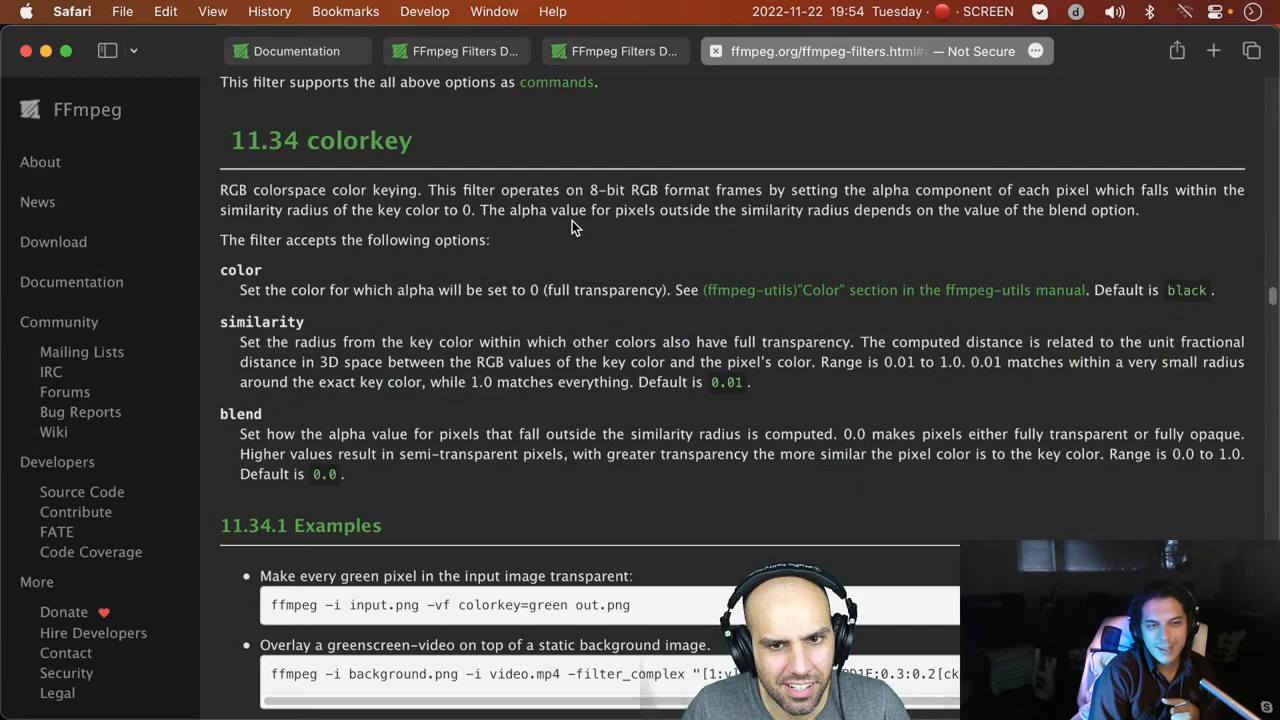 Safari File Edit View History Bookmarks Develop Window Help 2022-11-22 19:54 Tuesday SCREEN
Documentation FFmpeg Filters D... FFmpeg Filters D... ffmpeg.org/ffmpeg-filters.html# — Not Secure
FFmpeg
About
News
Download
Documentation
Community
Mailing Lists
IRC
Forums
Bug Reports
Wiki
Developers
Source Code
Contribute
FATE
Code Coverage
More
Donate
Hire Developers
Contact
Security
Legal
This filter supports the all above options as commands.
11.34 colorkey
RGB colorspace color keying. This filter operates on 8-bit RGB format frames by setting the alpha component of each pixel which falls within the
similarity radius of the key color to 0. The alpha value for pixels outside the similarity radius depends on the value of the blend option.
The filter accepts the following options:
color
Set the color for which alpha will be set to 0 (full transparency). See (ffmpeg-utils)"Color" section in the ffmpeg-utils manual. Default is black.
similarity
Set the radius from the key color within which other colors also have full transparency. The computed distance is related to the unit fractional
distance in 3D space between the RGB values of the key color and the pixel's color. Range is 0.01 to 1.0. 0.01 matches within a very small radius
around the exact key color, while 1.0 matches everything. Default is 0.01.
blend
Set how the alpha value for pixels that fall outside the similarity radius is computed. 0.0 makes pixels either fully transparent or fully opaque.
Higher values result in semi-transparent pixels, with greater transparency the more similar the pixel color is to the key color. Range is 0.0 to 1.0.
Default is 0.0.
11.34.1 Examples
Make every green pixel in the input image transparent:
ffmpeg -i input.png -vf colorkey=green out.png
Overlay a greenscreen-video on top of a static background image.
ffmpeg -i background.png -i video.mp4 -filter_complex "[1:v] :0.3:0.2[ck